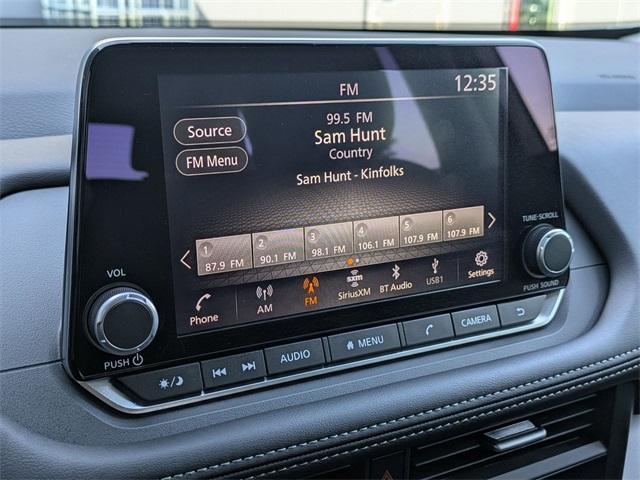 FM
12:35
99.5 FM
Source
Sam Hunt
Country
FM Menu
Sam Hunt - Kinfolks
1 2 3 4 5 6
87.9 FM 90.1 FM 98.1 FM 106.1 FM 107.9 FM 107.9 FM
TUNE·SCROLL
VOL
Phone AM FM SXM SiriusXM BT Audio USB1 Settings
PUSH SOUND
PUSH
AUDIO
MENU
CAMERA